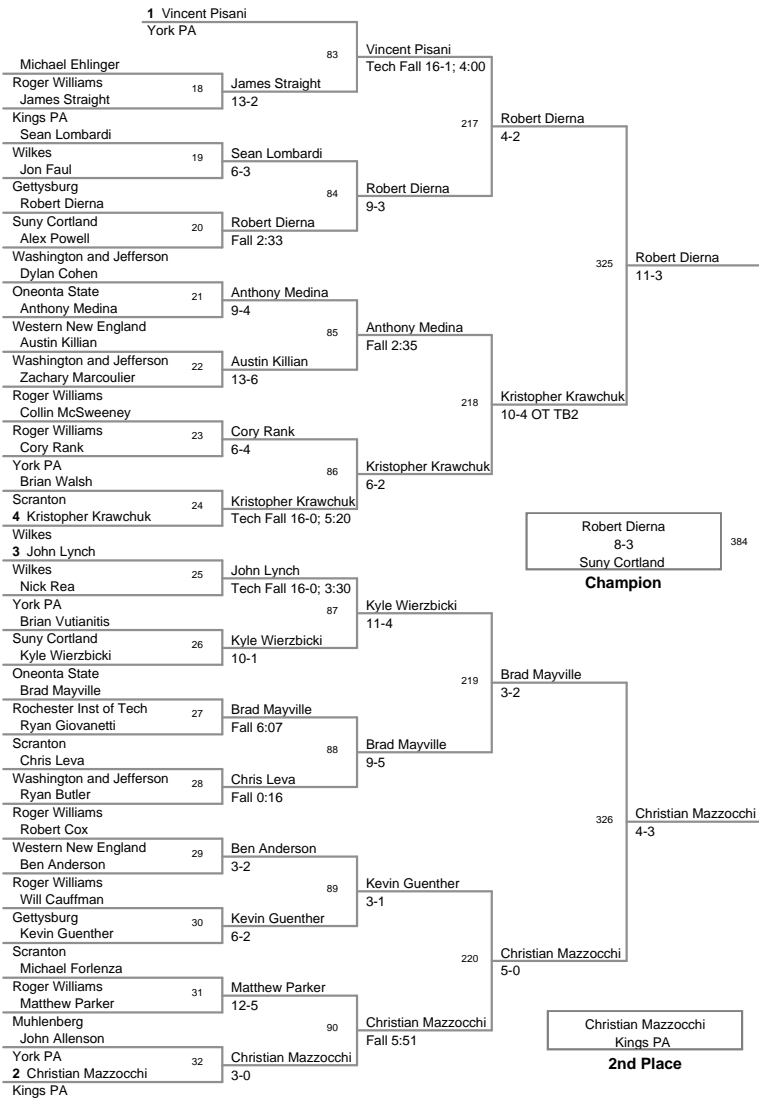 1 Vincent Pisani
York PA
83
Vincent Pisani
Tech Fall 16-1; 4:00
Michael Ehlinger
Roger Williams
18
James Straight
James Straight
13-2
Kings PA
217
Robert Dierna
4-2
Sean Lombardi
Wilkes
19
Sean Lombardi
Jon Faul
6-3
Gettysburg
84
Robert Dierna
9-3
Robert Dierna
Suny Cortland
20
Robert Dierna
Alex Powell
Fall 2:33
Washington and Jefferson
325
Robert Dierna
11-3
Dylan Cohen
Oneonta State
21
Anthony Medina
Anthony Medina
9-4
Western New England
85
Anthony Medina
Fall 2:35
Austin Killian
Washington and Jefferson
22
Austin Killian
Zachary Marcoulier
13-6
Roger Williams
218
Kristopher Krawchuk
10-4 OT TB2
Collin McSweeney
Roger Williams
23
Cory Rank
Cory Rank
6-4
York PA
86
Kristopher Krawchuk
6-2
Brian Walsh
Scranton
24
Kristopher Krawchuk
4 Kristopher Krawchuk
Tech Fall 16-0; 5:20
Wilkes
Robert Dierna
8-3
384
Suny Cortland
Champion
3 John Lynch
Wilkes
25
John Lynch
Nick Rea
Tech Fall 16-0; 3:30
York PA
87
Kyle Wierzbicki
11-4
Brian Vutianitis
Suny Cortland
26
Kyle Wierzbicki
Kyle Wierzbicki
10-1
Oneonta State
219
Brad Mayville
3-2
Brad Mayville
Rochester Inst of Tech
27
Brad Mayville
Ryan Giovanetti
Fall 6:07
Scranton
88
Brad Mayville
9-5
Chris Leva
Washington and Jefferson
28
Chris Leva
Ryan Butler
Fall 0:16
Roger Williams
326
Christian Mazzocchi
4-3
Robert Cox
Western New England
29
Ben Anderson
Ben Anderson
3-2
Roger Williams
89
Kevin Guenther
3-1
Will Cauffman
Gettysburg
30
Kevin Guenther
Kevin Guenther
6-2
Scranton
220
Christian Mazzocchi
5-0
Michael Forlenza
Roger Williams
31
Matthew Parker
Matthew Parker
12-5
Muhlenberg
90
Christian Mazzocchi
Fall 5:51
John Allenson
York PA
32
Christian Mazzocchi
2 Christian Mazzocchi
3-0
Kings PA
Christian Mazzocchi
Kings PA
2nd Place